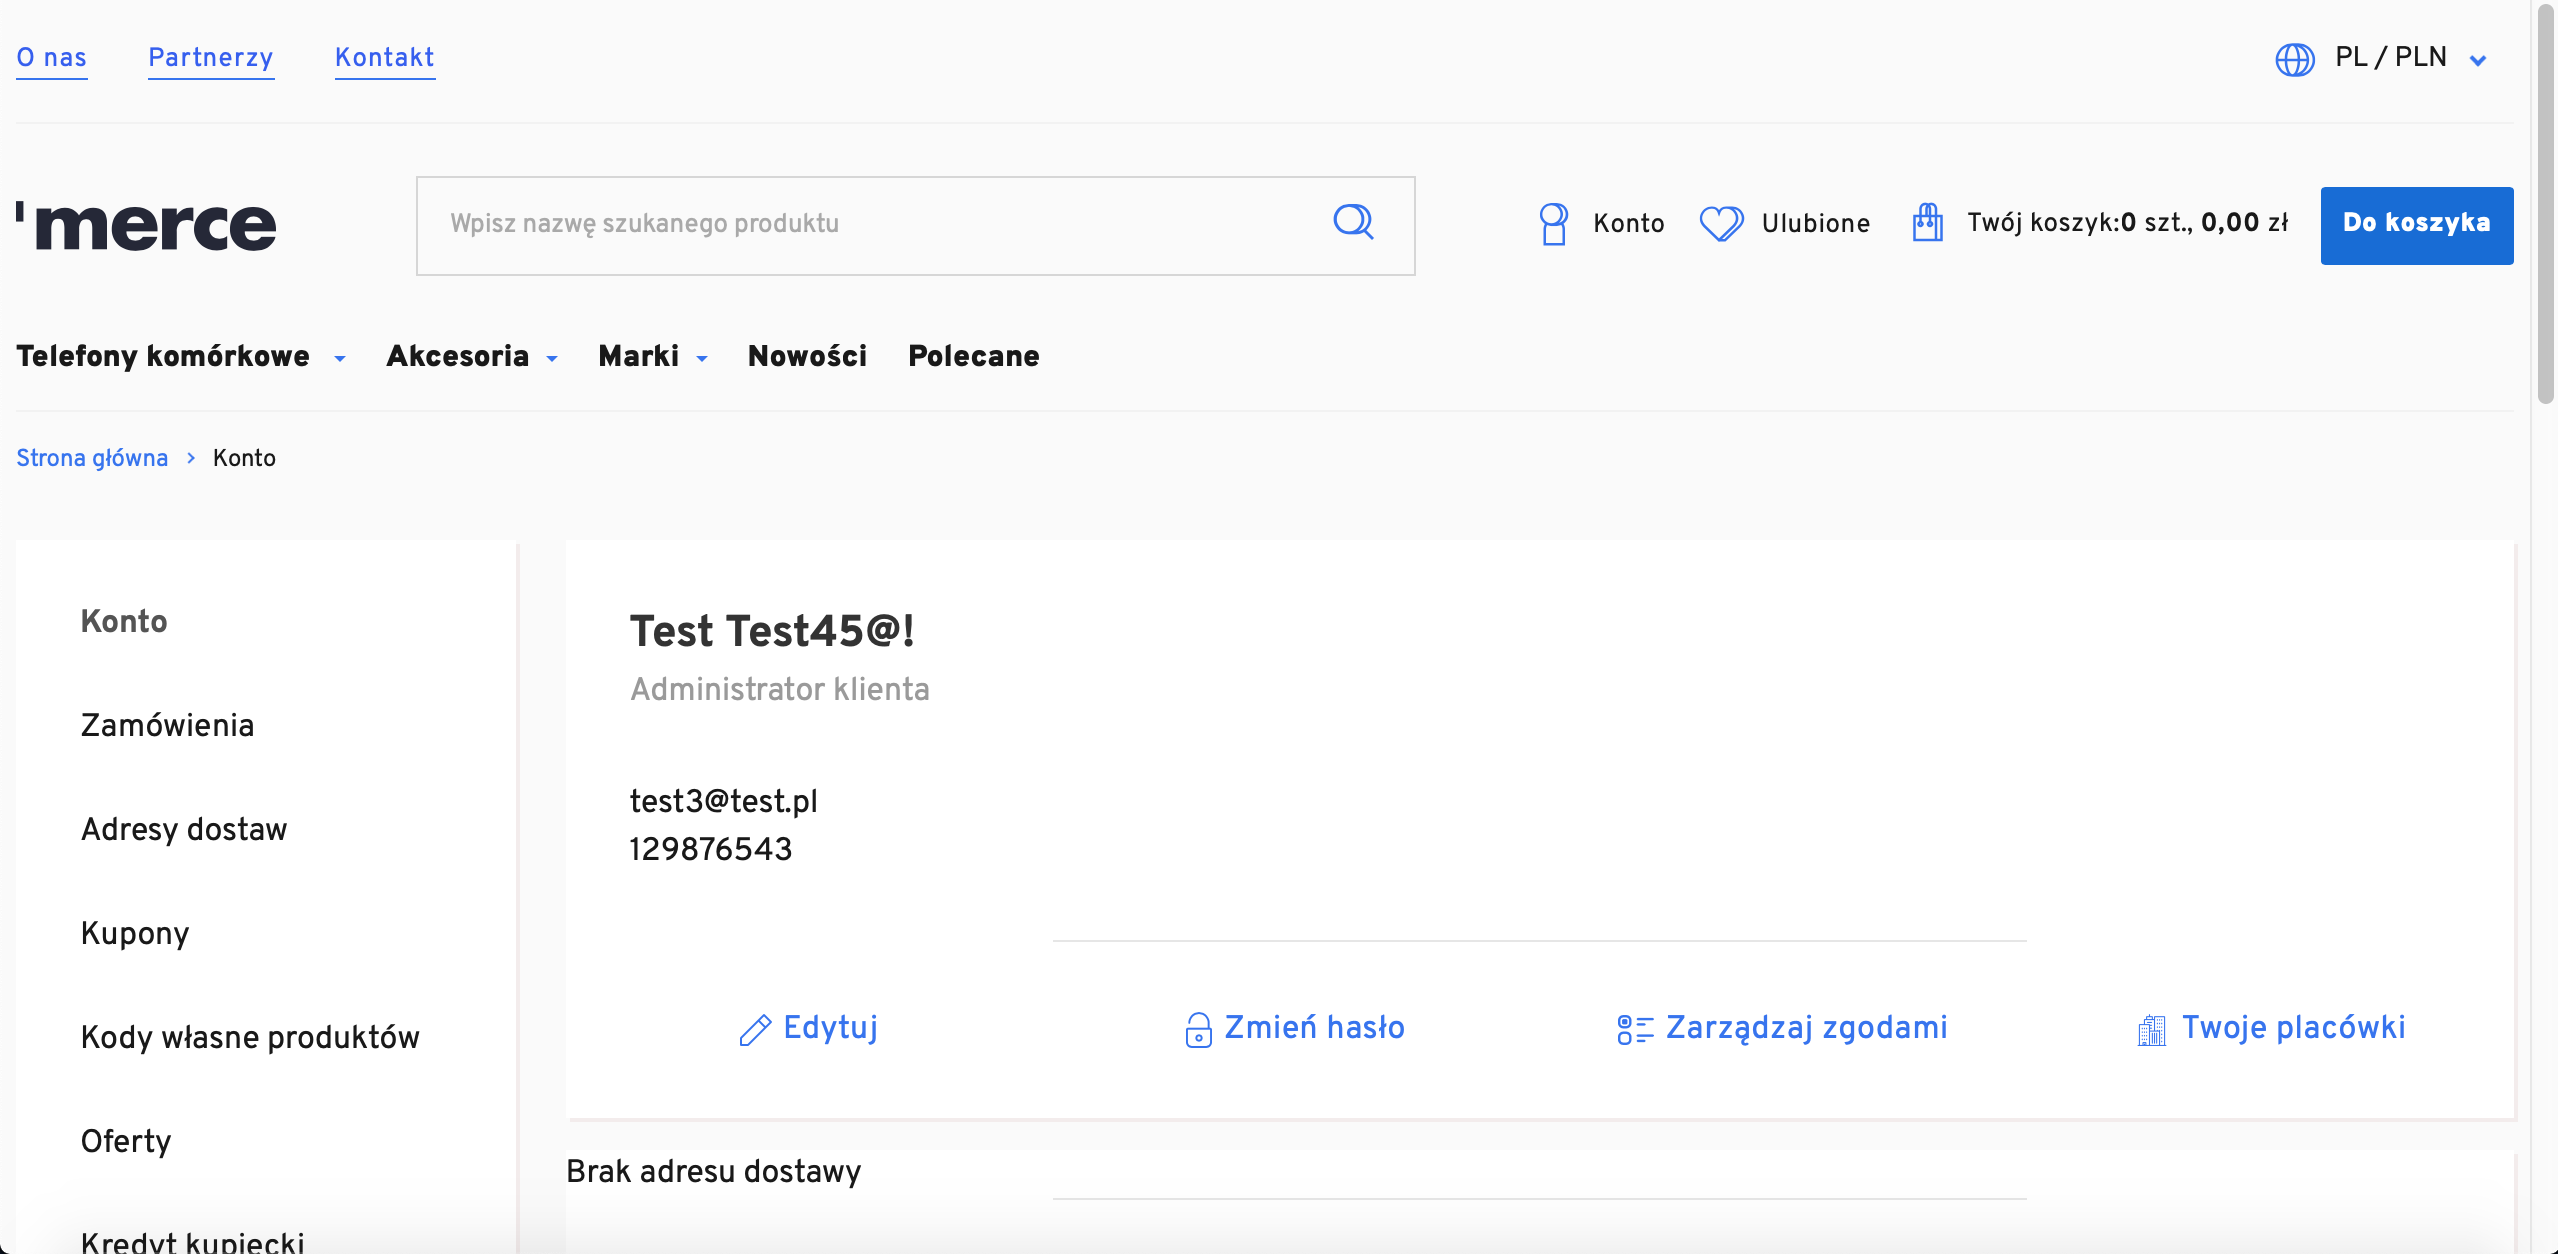 O nas Partnerzy Kontakt PL / PLN
'merce Wpisz nazwę szukanego produktu Konto Ulubione Twój koszyk:0 szt., 0,00 zł Do koszyka
Telefony komórkowe Akcesoria Marki Nowości Polecane
Strona główna > Konto
Konto
Zamówienia
Adresy dostaw
Kupony
Kody własne produktów
Oferty
Kredyt kupiecki
Test Test45@!
Administrator klienta
test3@test.pl
129876543
Edytuj Zmień hasło Zarządzaj zgodami Twoje placówki
Brak adresu dostawy